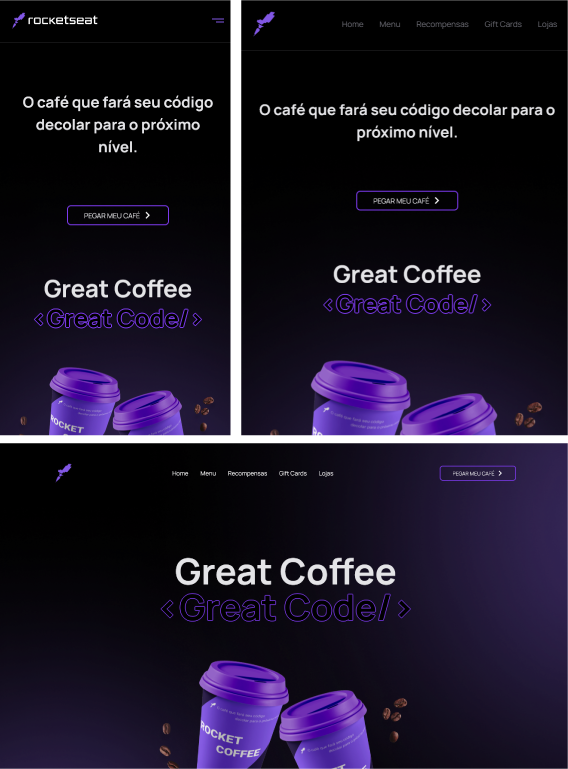 rocketseat
O café que fará seu código
decolar para o próximo
nível.
PEGAR MEU CAFÉ
Great Coffee
<Great Code/>
ROCKET
Home Menu Recompensas Gift Cards Lojas
O café que fará seu código decolar para o
próximo nível.
PEGAR MEU CAFÉ
Great Coffee
<Great Code/>
Home Menu Recompensas Gift Cards Lojas
PEGAR MEU CAFÉ
Great Coffee
<Great Code/>
ROCKET
COFFEE